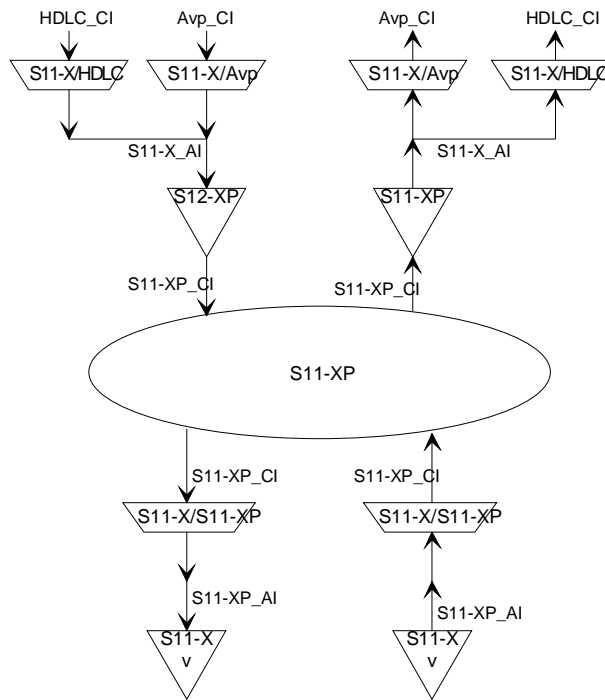 HDLC_CI Avp_CI Avp_CI HDLC_CI
S11-X/HDLC S11-X/Avp S11-X/Avp S11-X/HDLC
S11-X_AI S11-X_AI
S12-XP S11-XP
S11-XP_CI S11-XP_CI
S11-XP
S11-XP_CI S11-XP_CI
S11-X/S11-XP S11-X/S11-XP
S11-XP_AI S11-XP_AI
S11-X S11-X
v v